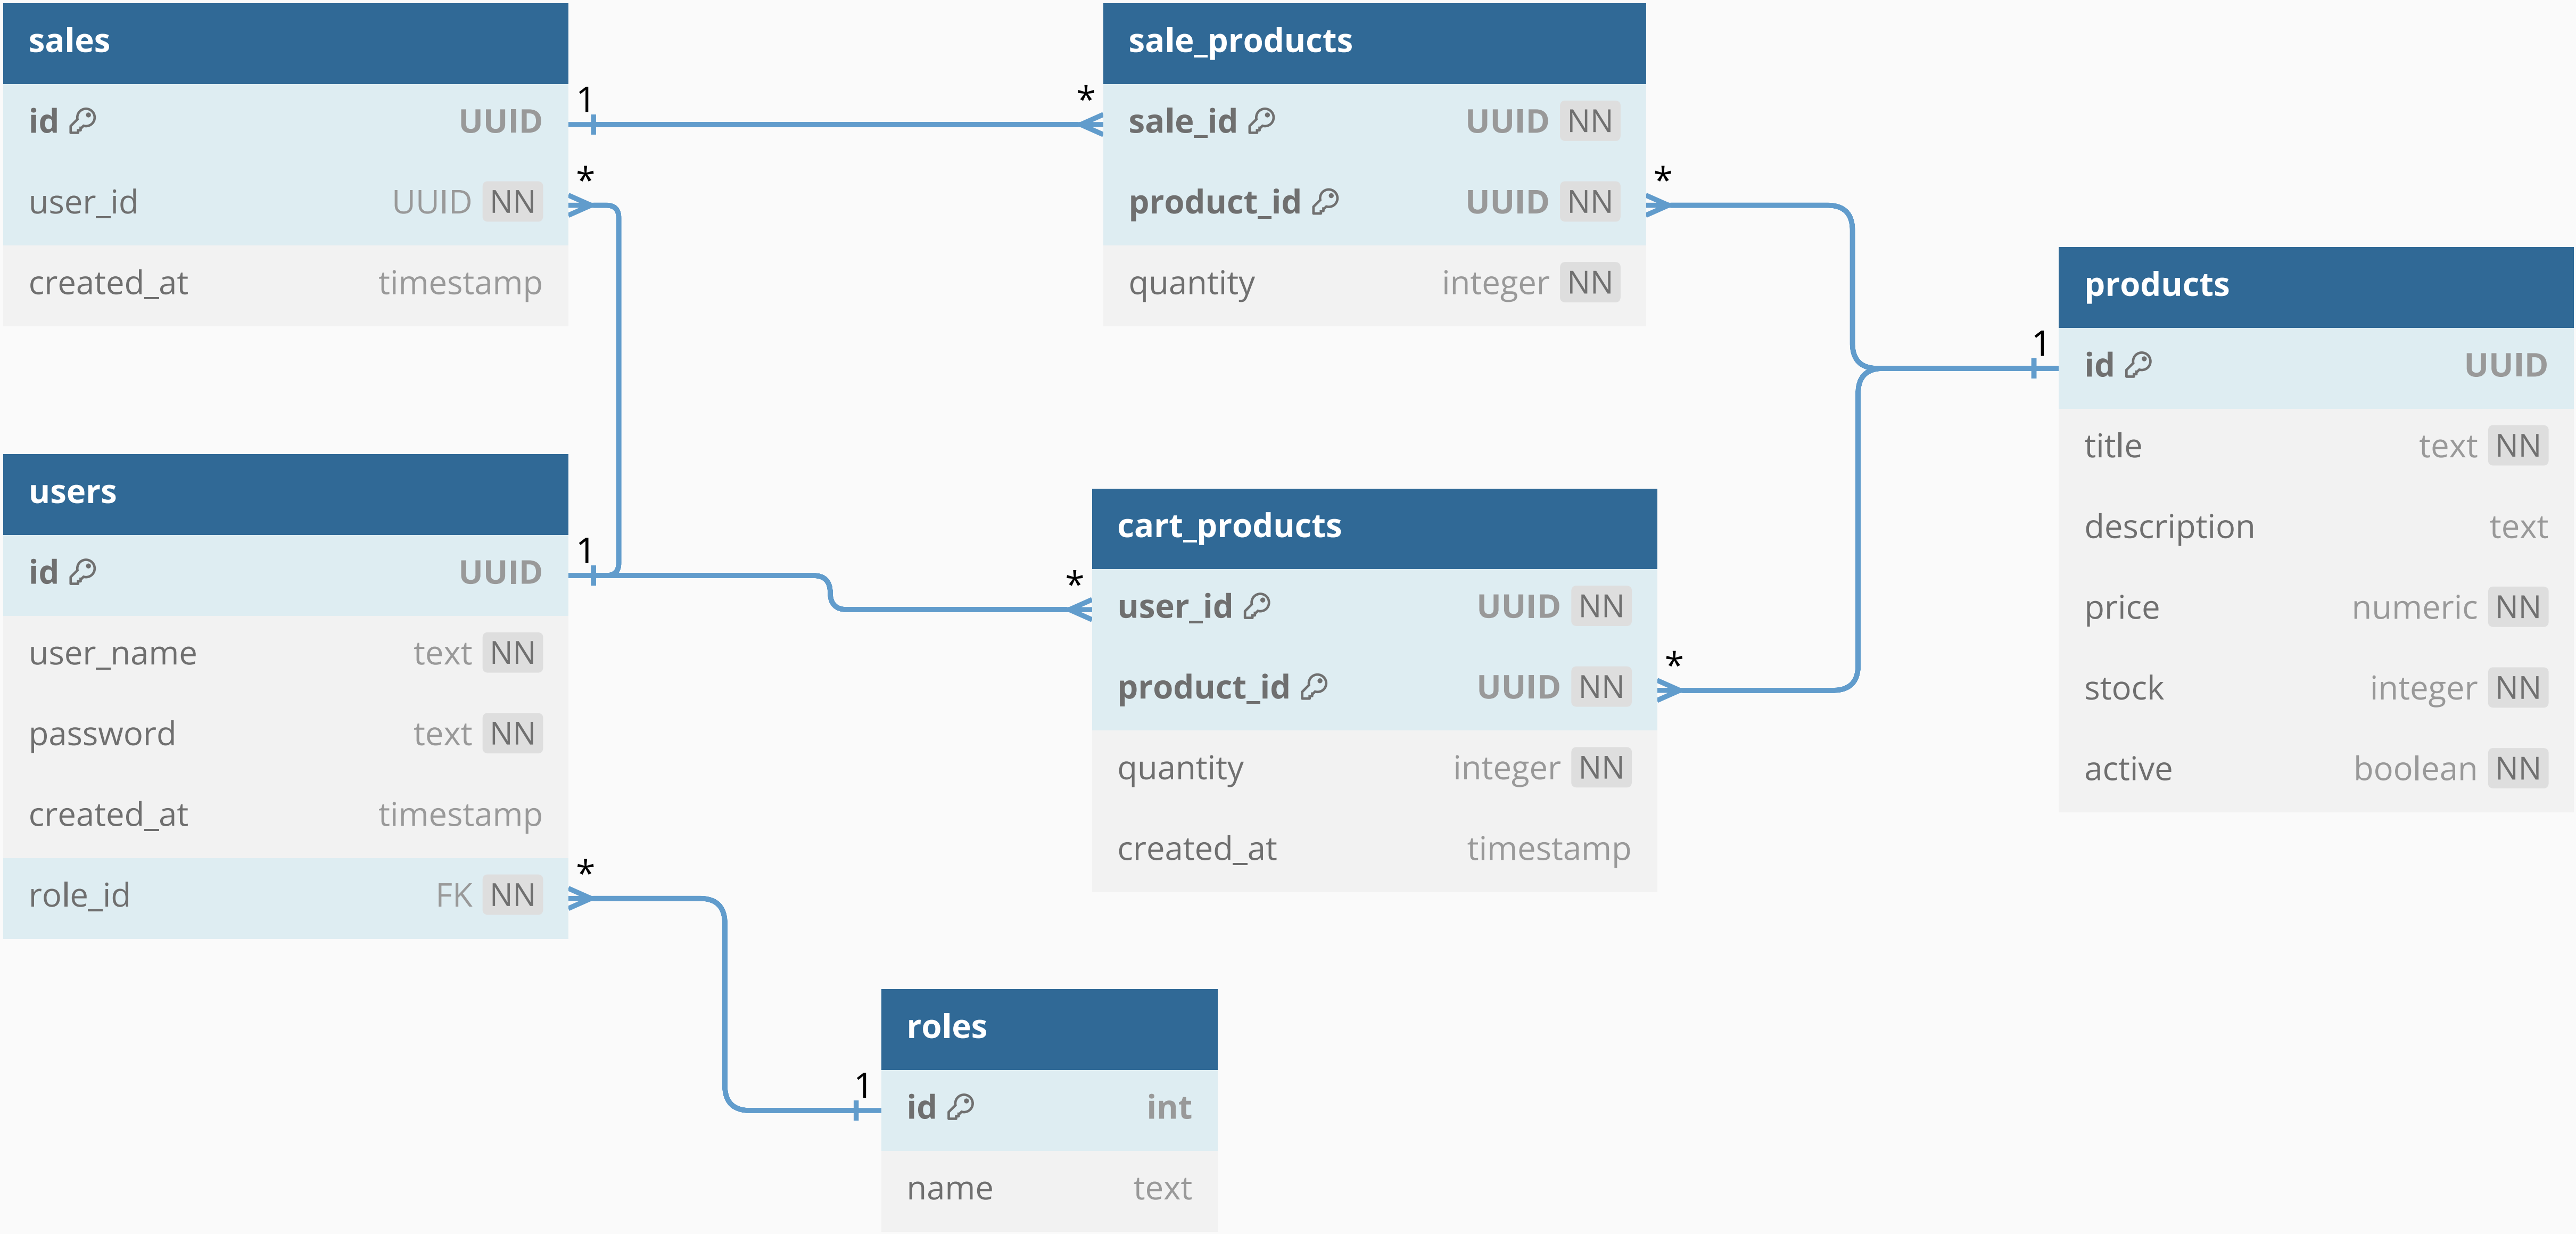 sales
id UUID
user_id UUID NN
created_at timestamp
1
*
*
sale_products
sale_id UUID NN
product_id UUID NN
quantity integer NN
*
products
1
id UUID
title text NN
description text
price numeric NN
stock integer NN
active boolean NN
users
id UUID
user_name text NN
password text NN
created_at timestamp
role_id FK NN
1
*
*
cart_products
user_id UUID NN
product_id UUID NN
quantity integer NN
created_at timestamp
*
roles
1
id int
name text